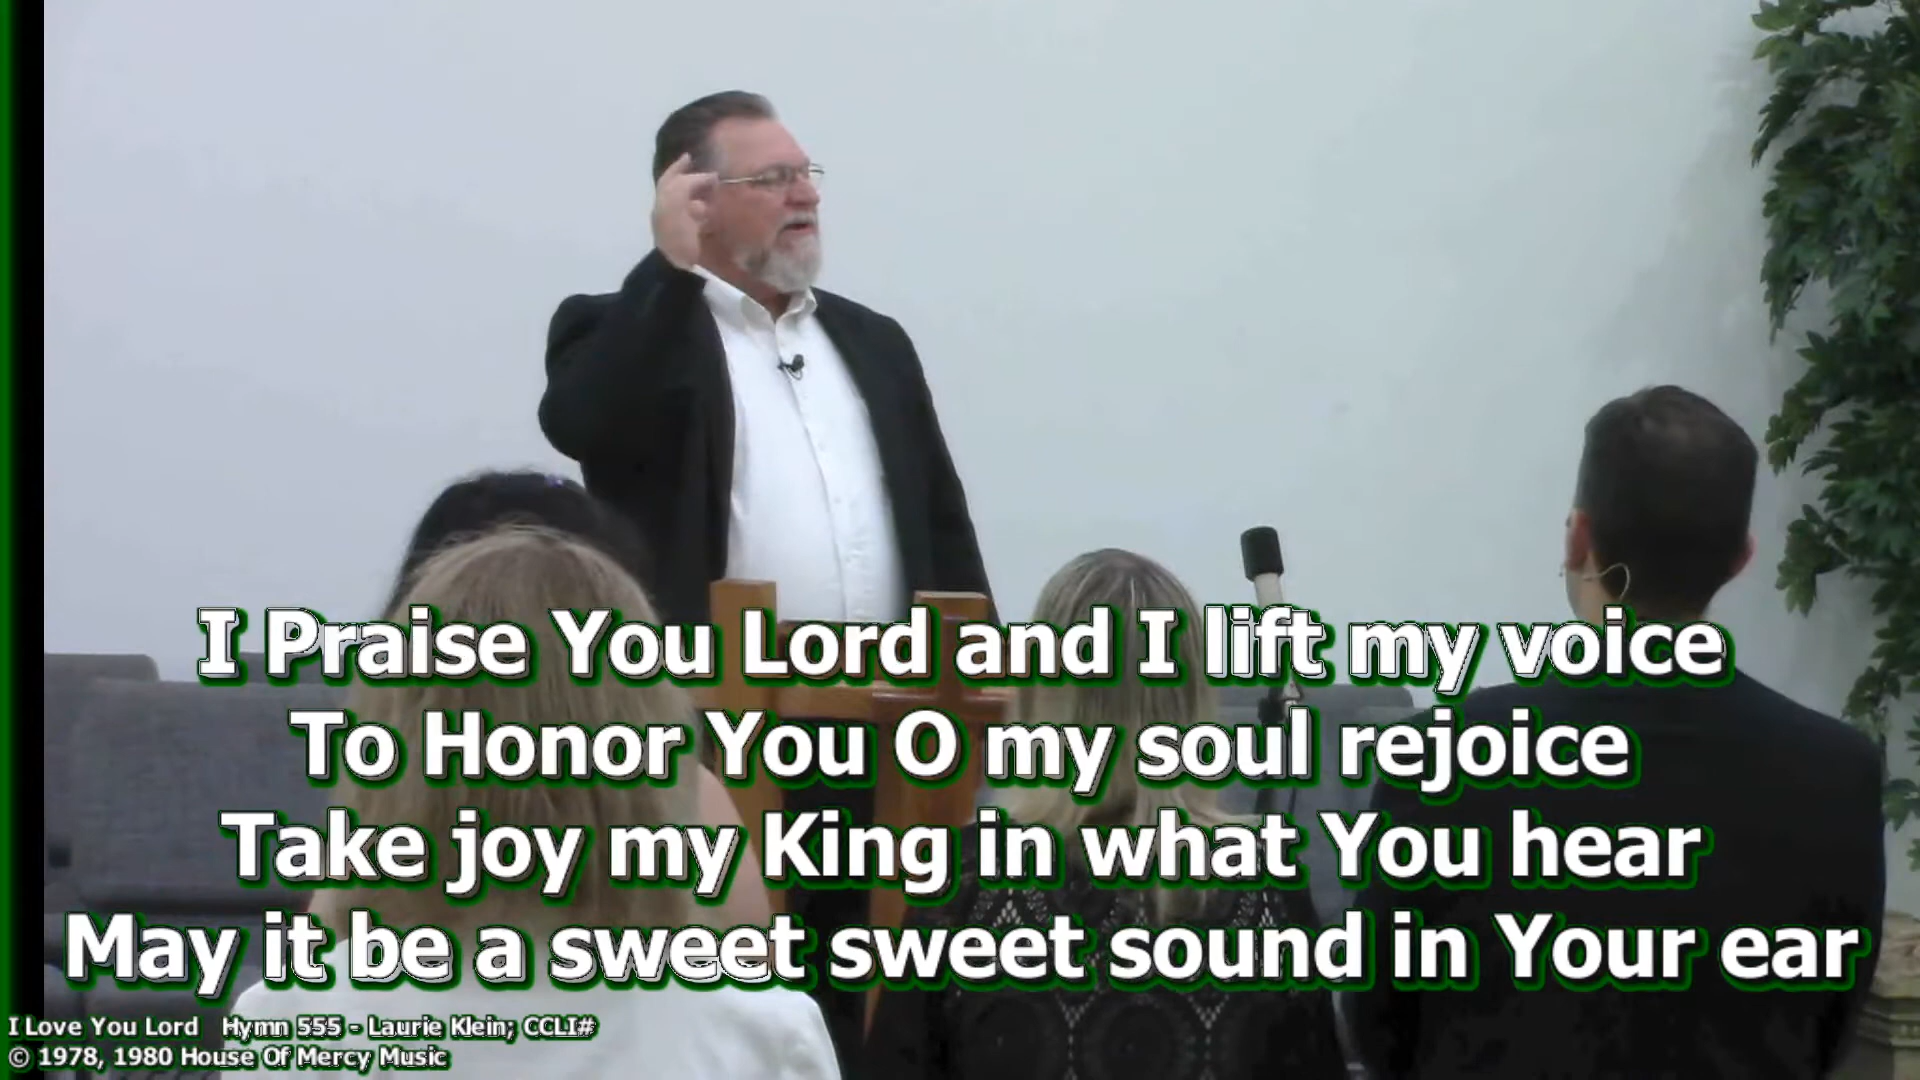 I Praise You Lord and I lift my voice
To Honor You O my soul rejoice
Take joy my King in what You hear
May it be a sweet sweet sound in Your ear
I Love You Lord Hymn 555 - Laurie Klein; CCLI#
© 1978, 1980 House Of Mercy Music